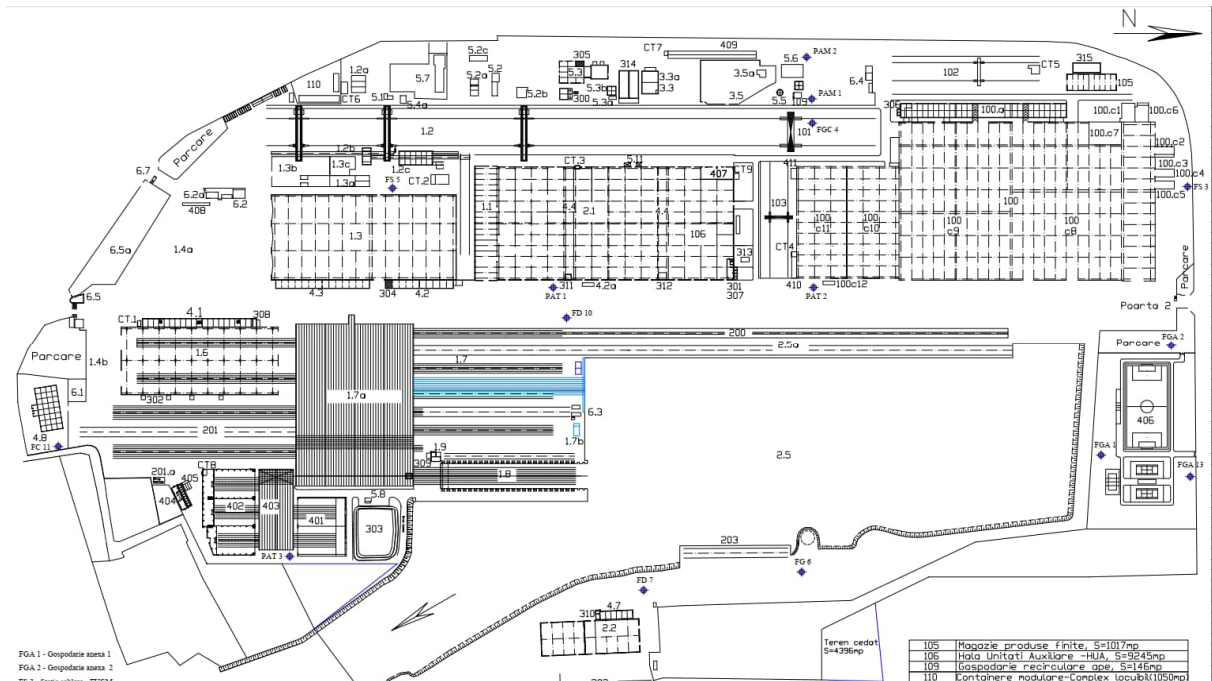 N
CT7
409
PAM 2
305
314
5.6
5.2c
5.7
110
1.2a
5.2a
5.2
5.3
3.3a
3.3
3.5a
3.5
6.4
102
CT5
315
105
CT6
5.1
5.4a
5.2b
300
5.3b
5.3a
5.5
109
PAM 1
306
100.a
100.c1
100.c6
Parcare
1.2
101
FGC 4
100.c7
100.c2
100.c3
100.c4
100.c5
1.2b
1.3b
1.3c
1.3a
1.2c
CT.2
FS 5
CT.3
5.11
407
CT9
411
FS 3
6.7
6.2a
6.2
408
1.1
4.4
2.1
4.4
106
103
100
c11
100
c10
100
100
c9
100
c8
6.5a
1.4a
1.3
313
CT4
Parcare
4.3
304
4.2
311
4.2a
312
301
307
410
100c12
PAT 1
PAT 2
Poarta 2
6.5
FD 10
CT.1
4.1
308
200
2.5a
Parcare
FGA 2
Parcare
1.4b
1.6
1.7
1.7a
6.1
302
406
4.8
FC 11
201
6.3
1.7b
1.9
309
1.8
2.5
FGA 1
FGA 13
201.a
405
404
CT8
402
403
401
5.8
303
PAT 3
203
FG 6
FD 7
310
4.7
2.2
Teren cedat
S=4396mp
FGA 1 - Gospodarie anexa 1
FGA 2 - Gospodarie anexa 2
105 Magazie produse finite, S=1017mp
106 Hala Unitati Auxiliare -HUA, S=9245mp
109 Gospodarie recirculare ape, S=146mp
110 Containere modulare-Complex locuibil(1050mp)